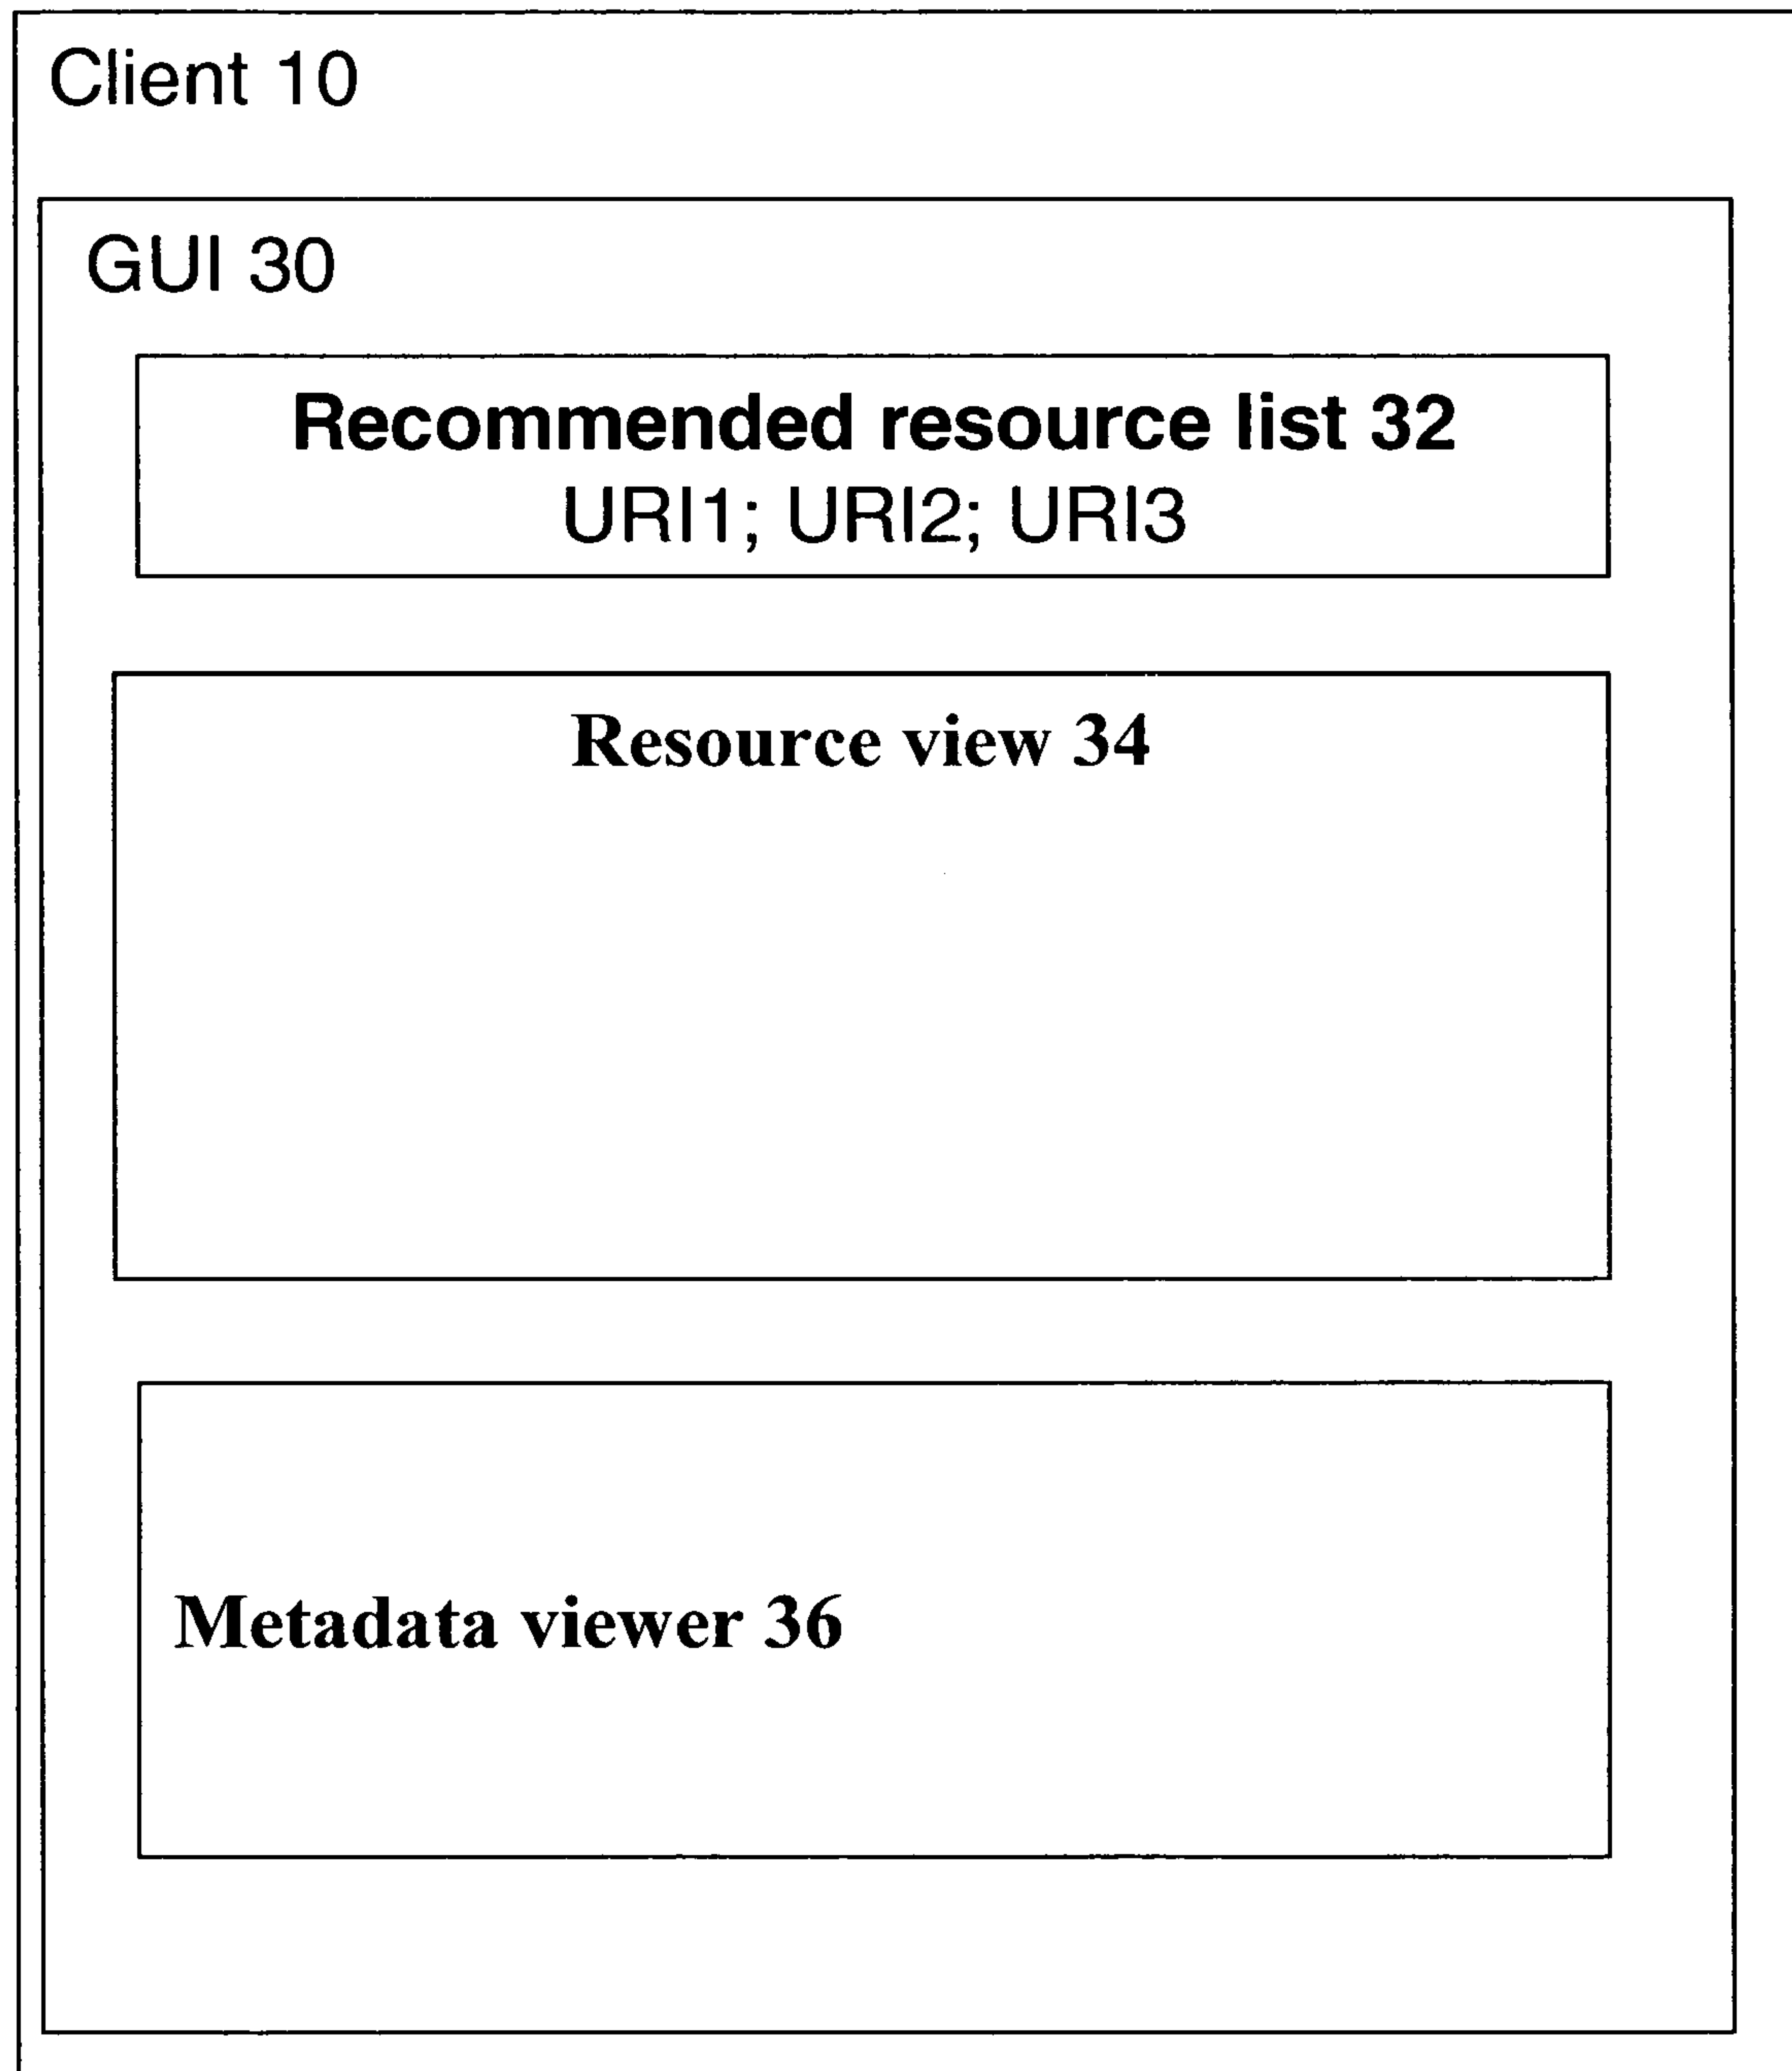 Client 10
GUI 30
Recommended resource list 32
URI1; URI2; URI3
Resource view 34
Metadata viewer 36